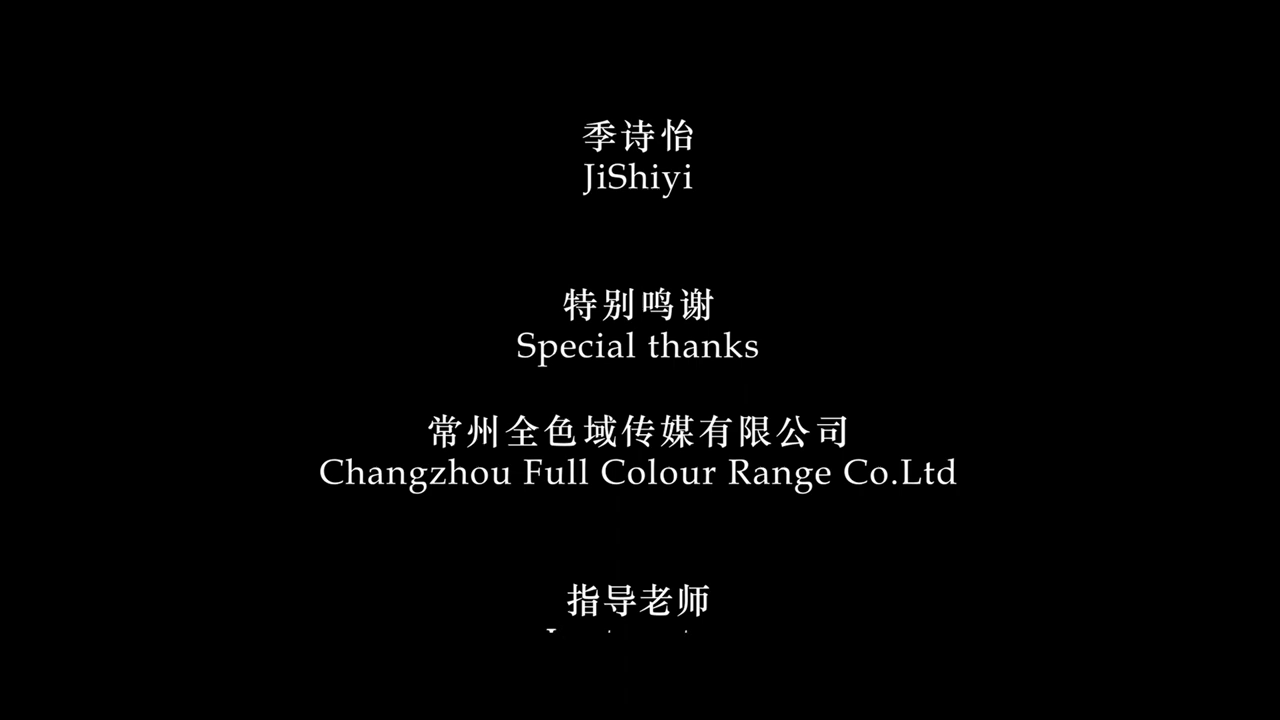 季诗怡
JiShiyi
特别鸣谢
Special thanks
常州全色域传媒有限公司
Changzhou Full Colour Range Co.Ltd
指导老师